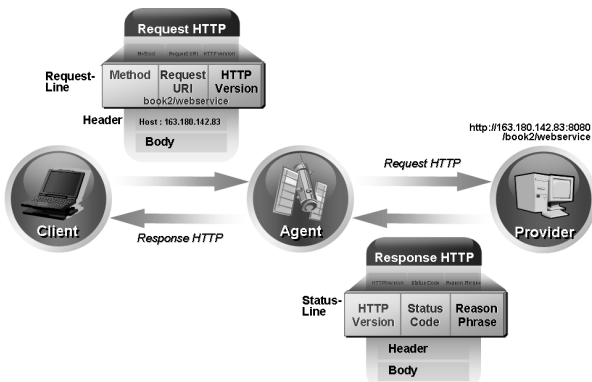 Request HTTP
Method Request URI HTTP version
Request-
Line
Method Request
URI HTTP
Version
book2/webservice
Header
Host : 163.180.142.83
Body
http://163.180.142.83:8080
/book2/webservice
Request HTTP
Client
Agent
Provider
Response HTTP
Response HTTP
HTTP version Status Code Reason Phrase
Status-
Line
HTTP
Version Status
Code Reason
Phrase
Header
Body